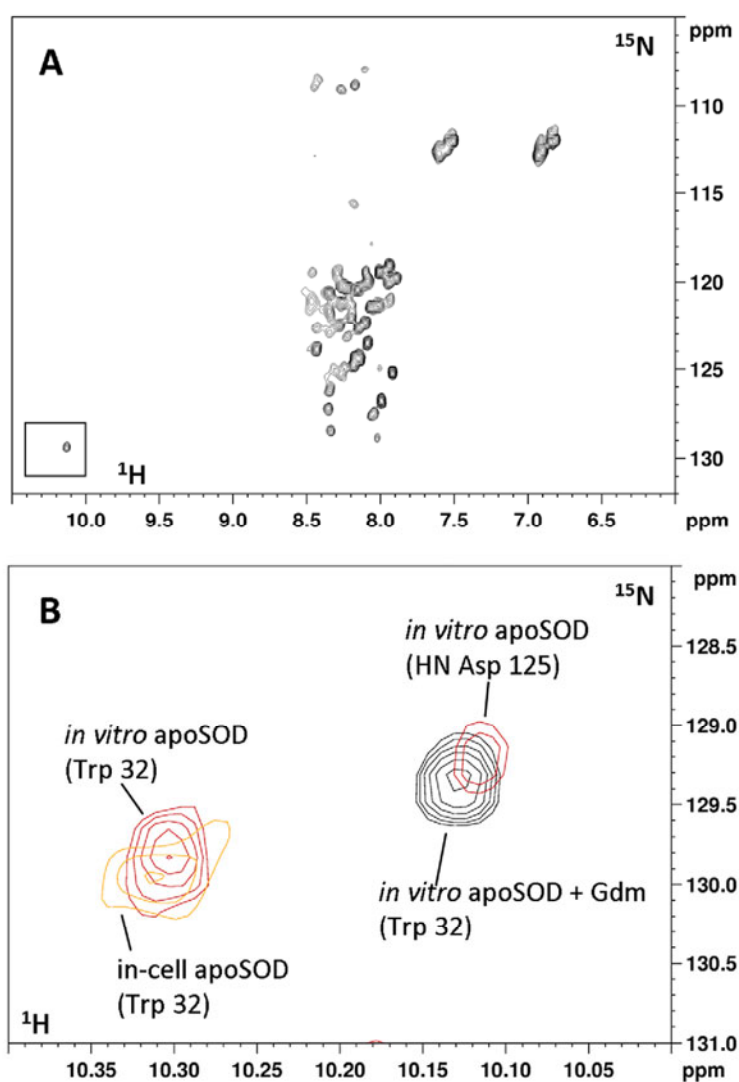 A
¹⁵N
ppm
110
115
120
125
130
¹H
10.0 9.5 9.0 8.5 8.0 7.5 7.0 6.5 ppm
B
¹⁵N
ppm
in vitro apoSOD
(HN Asp 125)
128.5
in vitro apoSOD
(Trp 32)
129.0
129.5
in vitro apoSOD + Gdm
(Trp 32)
130.0
in-cell apoSOD
(Trp 32)
130.5
¹H
131.0
10.35 10.30 10.25 10.20 10.15 10.10 10.05 ppm